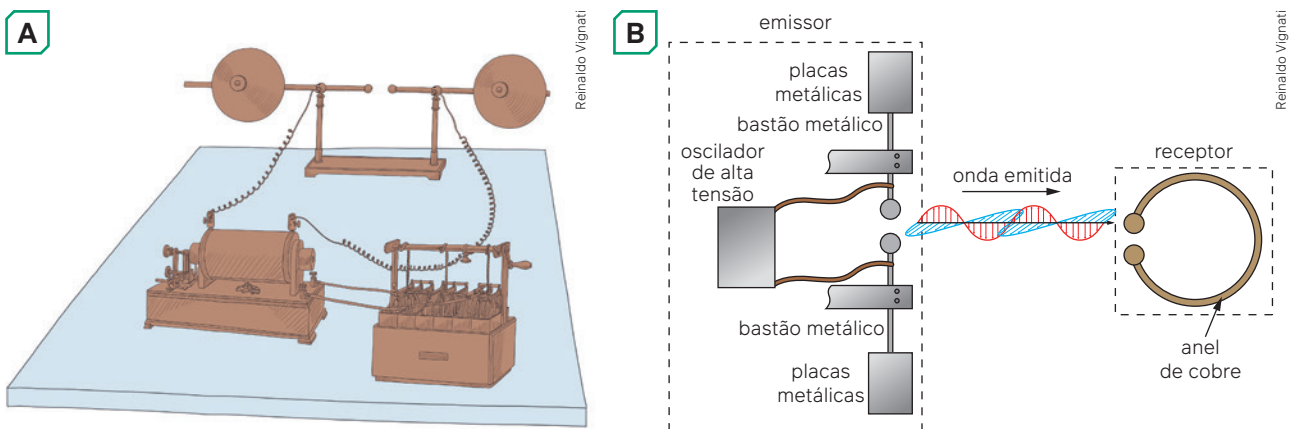 A
Reinaldo Vignati
B
emissor
placas
metálicas
bastão metálico
oscilador
de alta
tensão
onda emitida
receptor
bastão metálico
placas
metálicas
anel
de cobre
Reinaldo Vignati